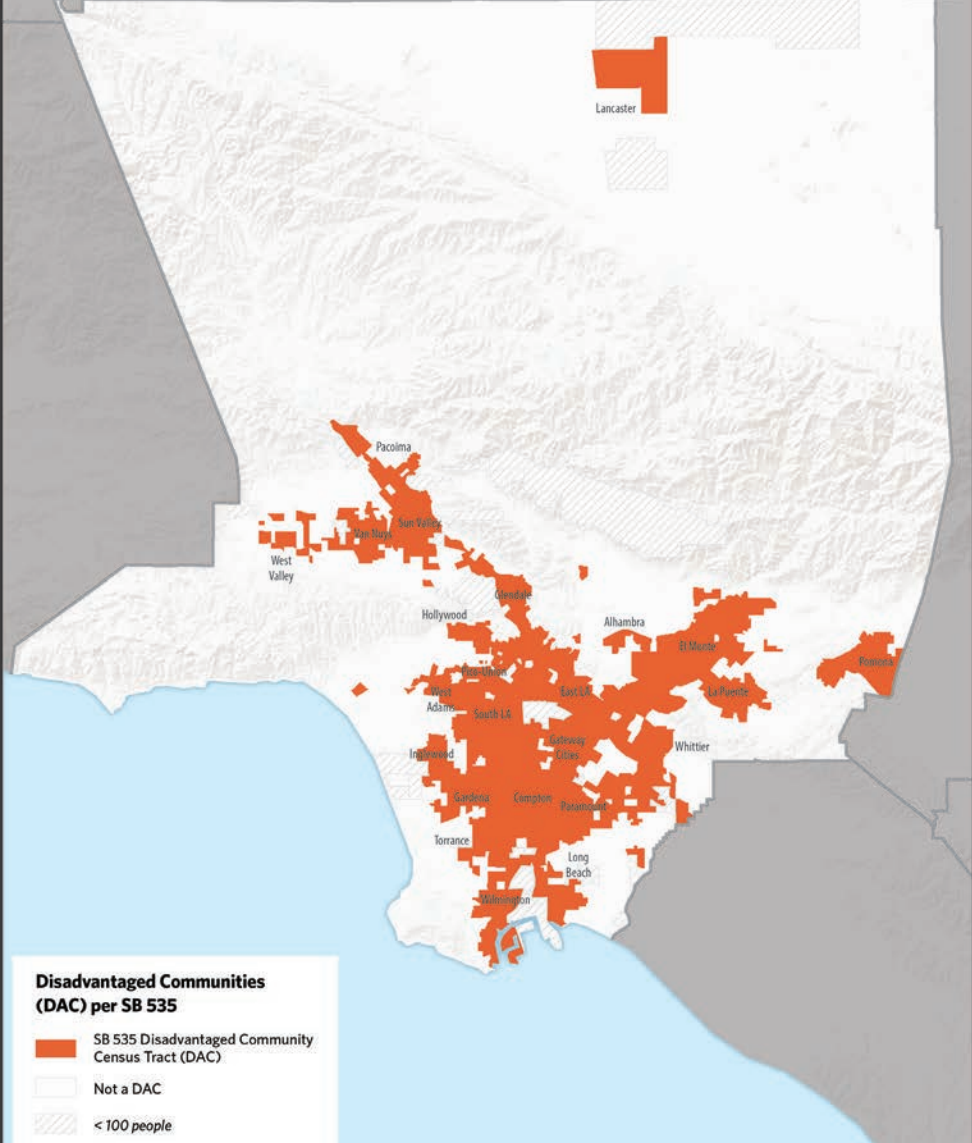 Lancaster
Pacoima
Sun Valley
Van Nuys
West
Valley
Glendale
Hollywood
Alhambra
El Monte
Pomona
Pico-Union
East LA
La Puente
West
Adams
South LA
Gateway
Cities
Whittier
Inglewood
Gardena
Compton
Paramount
Torrance
Long
Beach
Wilmington
Disadvantaged Communities
(DAC) per SB 535
SB 535 Disadvantaged Community
Census Tract (DAC)
Not a DAC
< 100 people